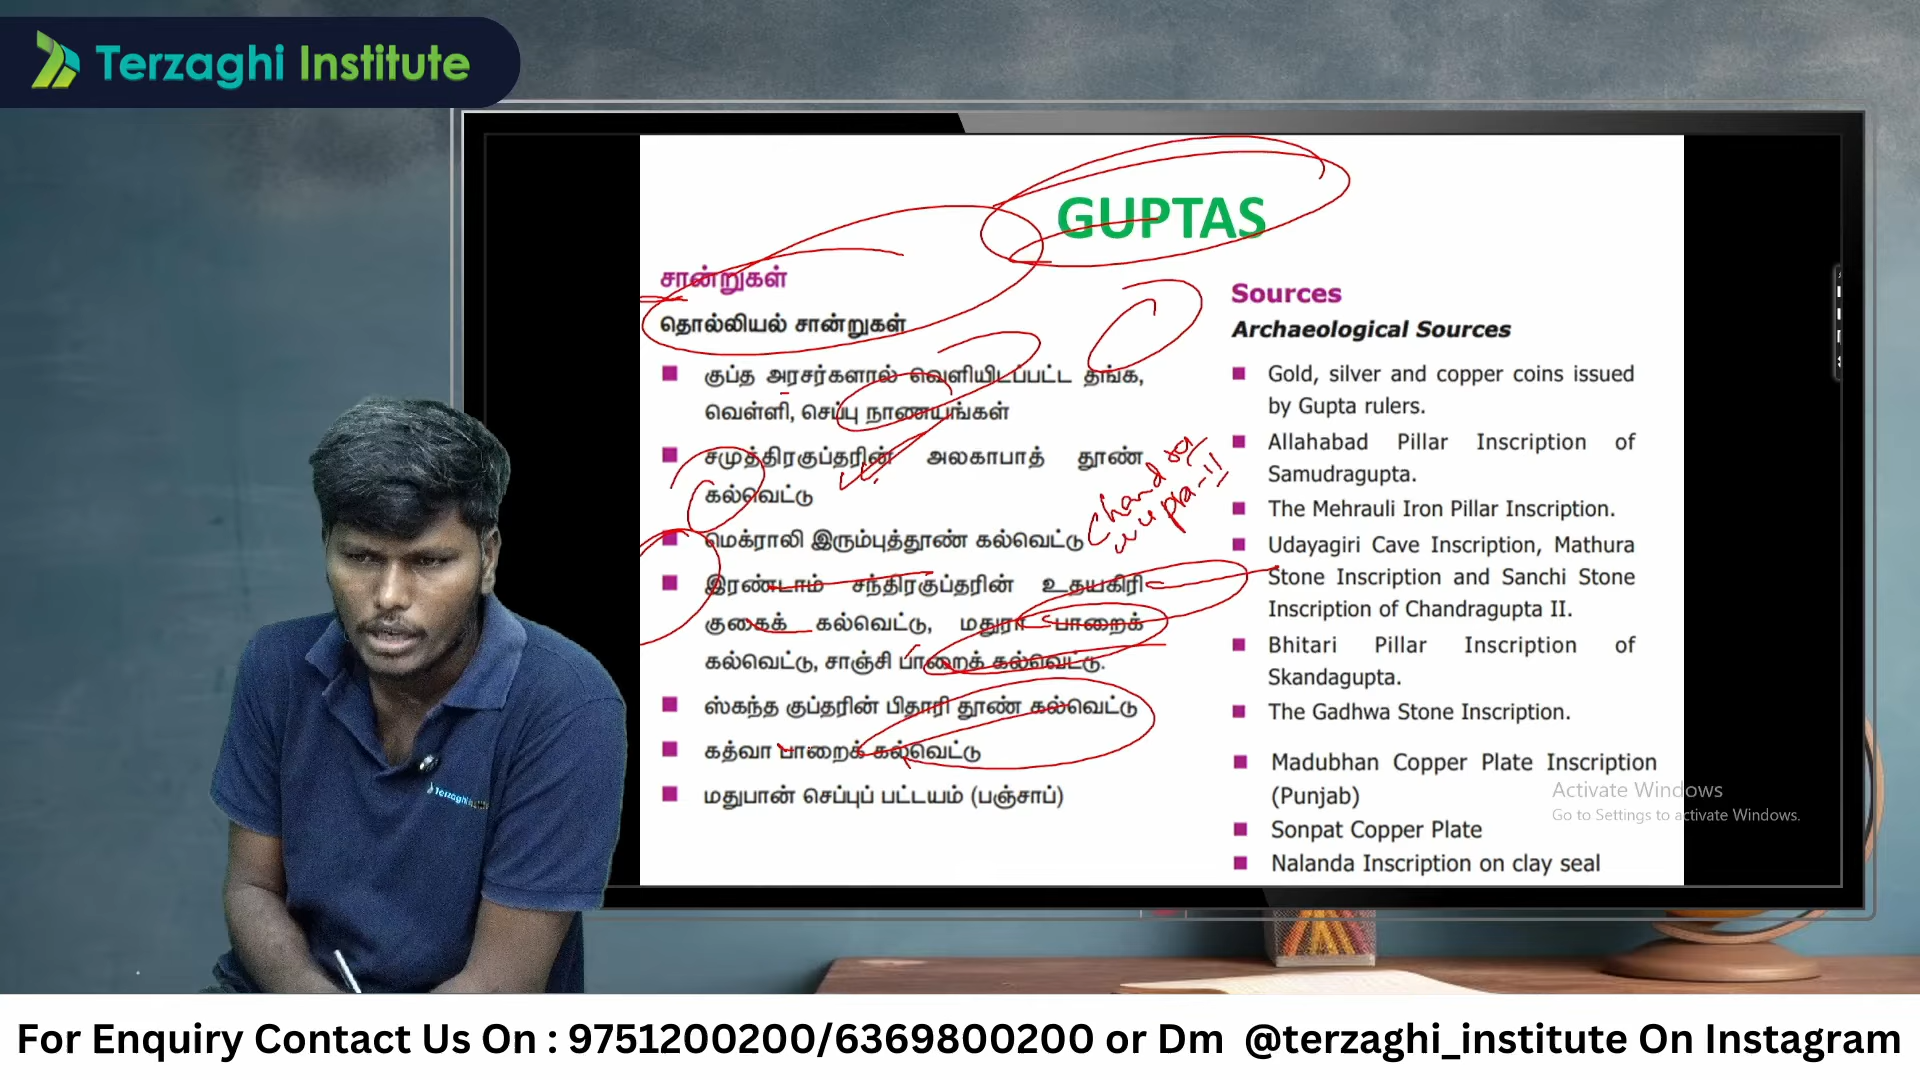 Terzaghi Institute
GUPTAS
சான்றுகள்
தொல்லியல் சான்றுகள்
குப்த அரசர்களால் வெளியிடப்பட்ட தங்க,
வெள்ளி, செப்பு நாணயங்கள்
சமுத்திரகுப்தரின் அலகாபாத் தூண்
கல்வெட்டு
மெக்ராலி இரும்புத்தூண் கல்வெட்டு
இரண்டாம் சந்திரகுப்தரின் உதயகிரி
குகைக் கல்வெட்டு, மதுரா பாறைக்
கல்வெட்டு, சாஞ்சி பாறைக் கல்வெட்டு.
ஸ்கந்த குப்தரின் பிதாரி தூண் கல்வெட்டு
கத்வா பாறைக் கல்வெட்டு
மதுபான் செப்புப் பட்டயம் (பஞ்சாப்)
Sources
Archaeological Sources
Gold, silver and copper coins issued
by Gupta rulers.
Allahabad Pillar Inscription of
Samudragupta.
The Mehrauli Iron Pillar Inscription.
Udayagiri Cave Inscription, Mathura
Stone Inscription and Sanchi Stone
Inscription of Chandragupta II.
Bhitari Pillar Inscription of
Skandagupta.
The Gadhwa Stone Inscription.
Madubhan Copper Plate Inscription
(Punjab)
Sonpat Copper Plate
Nalanda Inscription on clay seal
Activate Windows
Go to Settings to activate Windows.
For Enquiry Contact Us On : 9751200200/6369800200 or Dm @terzaghi_institute On Instagram